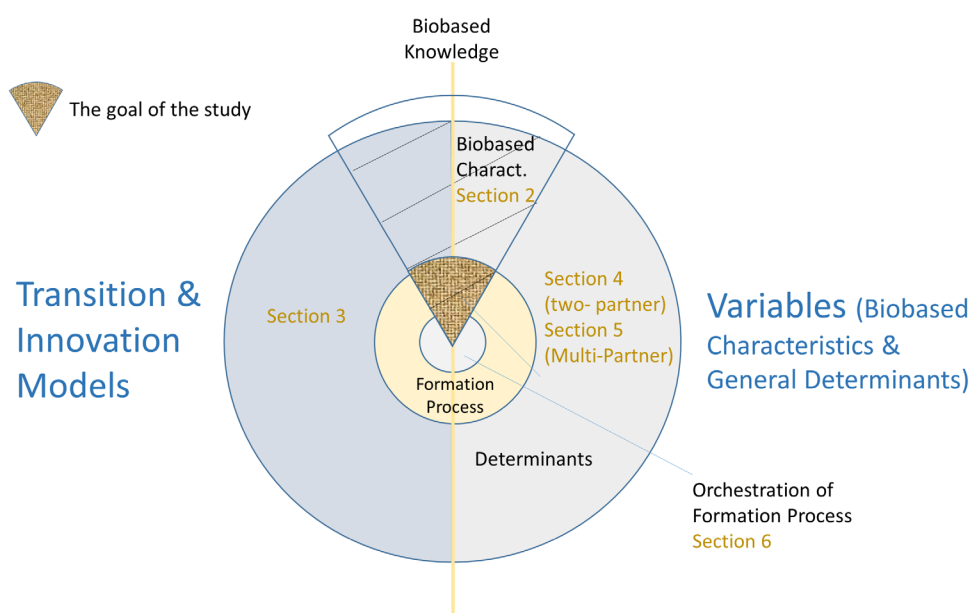 Biobased
Knowledge
The goal of the study
Biobased
Charact.
Section 2
Transition &
Innovation
Models
Section 3
Section 4
(two- partner)
Section 5
(Multi-Partner)
Variables (Biobased
Characteristics &
General Determinants)
Formation
Process
Determinants
Orchestration of
Formation Process
Section 6